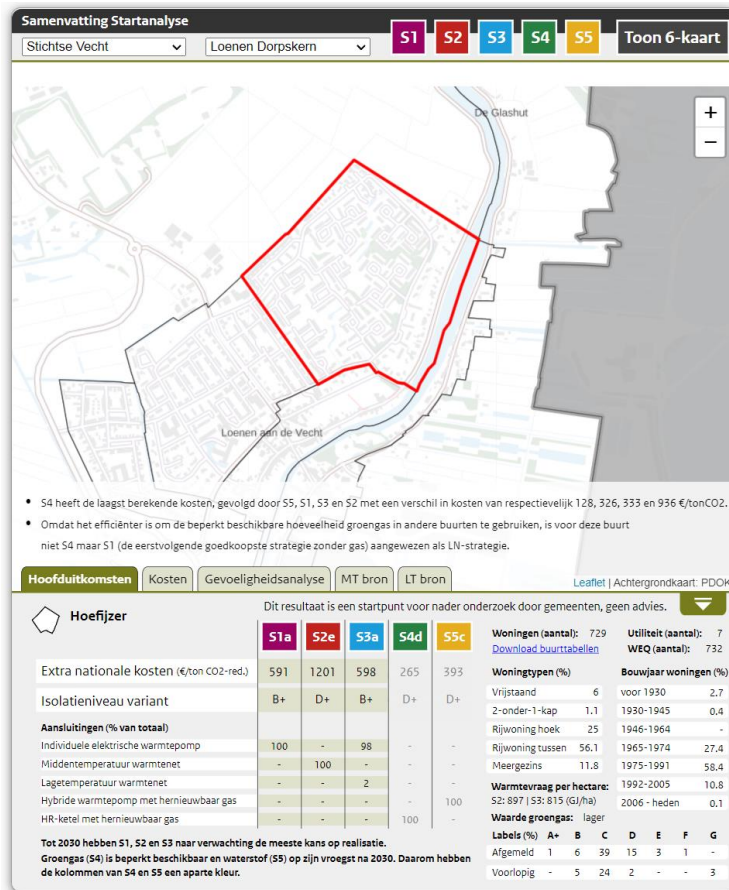 Samenvatting Startanalyse
Stichtse Vecht Loenen Dorpskern S1 S2 S3 S4 S5 Toon 6-kaart
De Glashut
+
−
Loenen aan de Vecht
• S4 heeft de laagst berekende kosten, gevolgd door S5, S1, S3 en S2 met een verschil in kosten van respectievelijk 128, 326, 333 en 936 €/tonCO2.
• Omdat het efficiënter is om de beperkt beschikbare hoeveelheid groengas in andere buurten te gebruiken, is voor deze buurt
niet S4 maar S1 (de eerstvolgende goedkoopste strategie zonder gas) aangewezen als LN-strategie.
Hoofduitkomsten Kosten Gevoeligheidsanalyse MT bron LT bron Leaflet | Achtergrondkaart: PDOK
Dit resultaat is een startpunt voor nader onderzoek door gemeenten, geen advies.
Hoefijzer
S1a S2e S3a S4d S5c
Extra nationale kosten (€/ton CO2-red.) 591 1201 598 265 393
Isolatieniveau variant B+ D+ B+ D+ D+
Aansluitingen (% van totaal)
Individuele elektrische warmtepomp 100 - 98 - -
Middentemperatuur warmtenet - 100 - - -
Lagetemperatuur warmtenet - - 2 - -
Hybride warmtepomp met hernieuwbaar gas - - - - 100
HR-ketel met hernieuwbaar gas - - - 100 -
Tot 2030 hebben S1, S2 en S3 naar verwachting de meeste kans op realisatie.
Groengas (S4) is beperkt beschikbaar en waterstof (S5) op zijn vroegst na 2030. Daarom hebben
de kolommen van S4 en S5 een aparte kleur.
Woningen (aantal): 729 Utiliteit (aantal): 7
Download buurttabellen WEQ (aantal): 732
Woningtypen (%)
Vrijstaand 6
2-onder-1-kap 1.1
Rijwoning hoek 25
Rijwoning tussen 56.1
Meergezins 11.8
Warmtevraag per hectare:
S2: 897 | S3: 815 (GJ/ha)
Waarde groengas: lager
Bouwjaar woningen (%)
voor 1930 2.7
1930-1945 0.4
1946-1964 -
1965-1974 27.4
1975-1991 58.4
1992-2005 10.8
2006 - heden 0.1
Labels (%) A+ B C D E F G
Afgemeld 1 6 39 15 3 1 -
Voorlopig - 5 24 2 - - 3